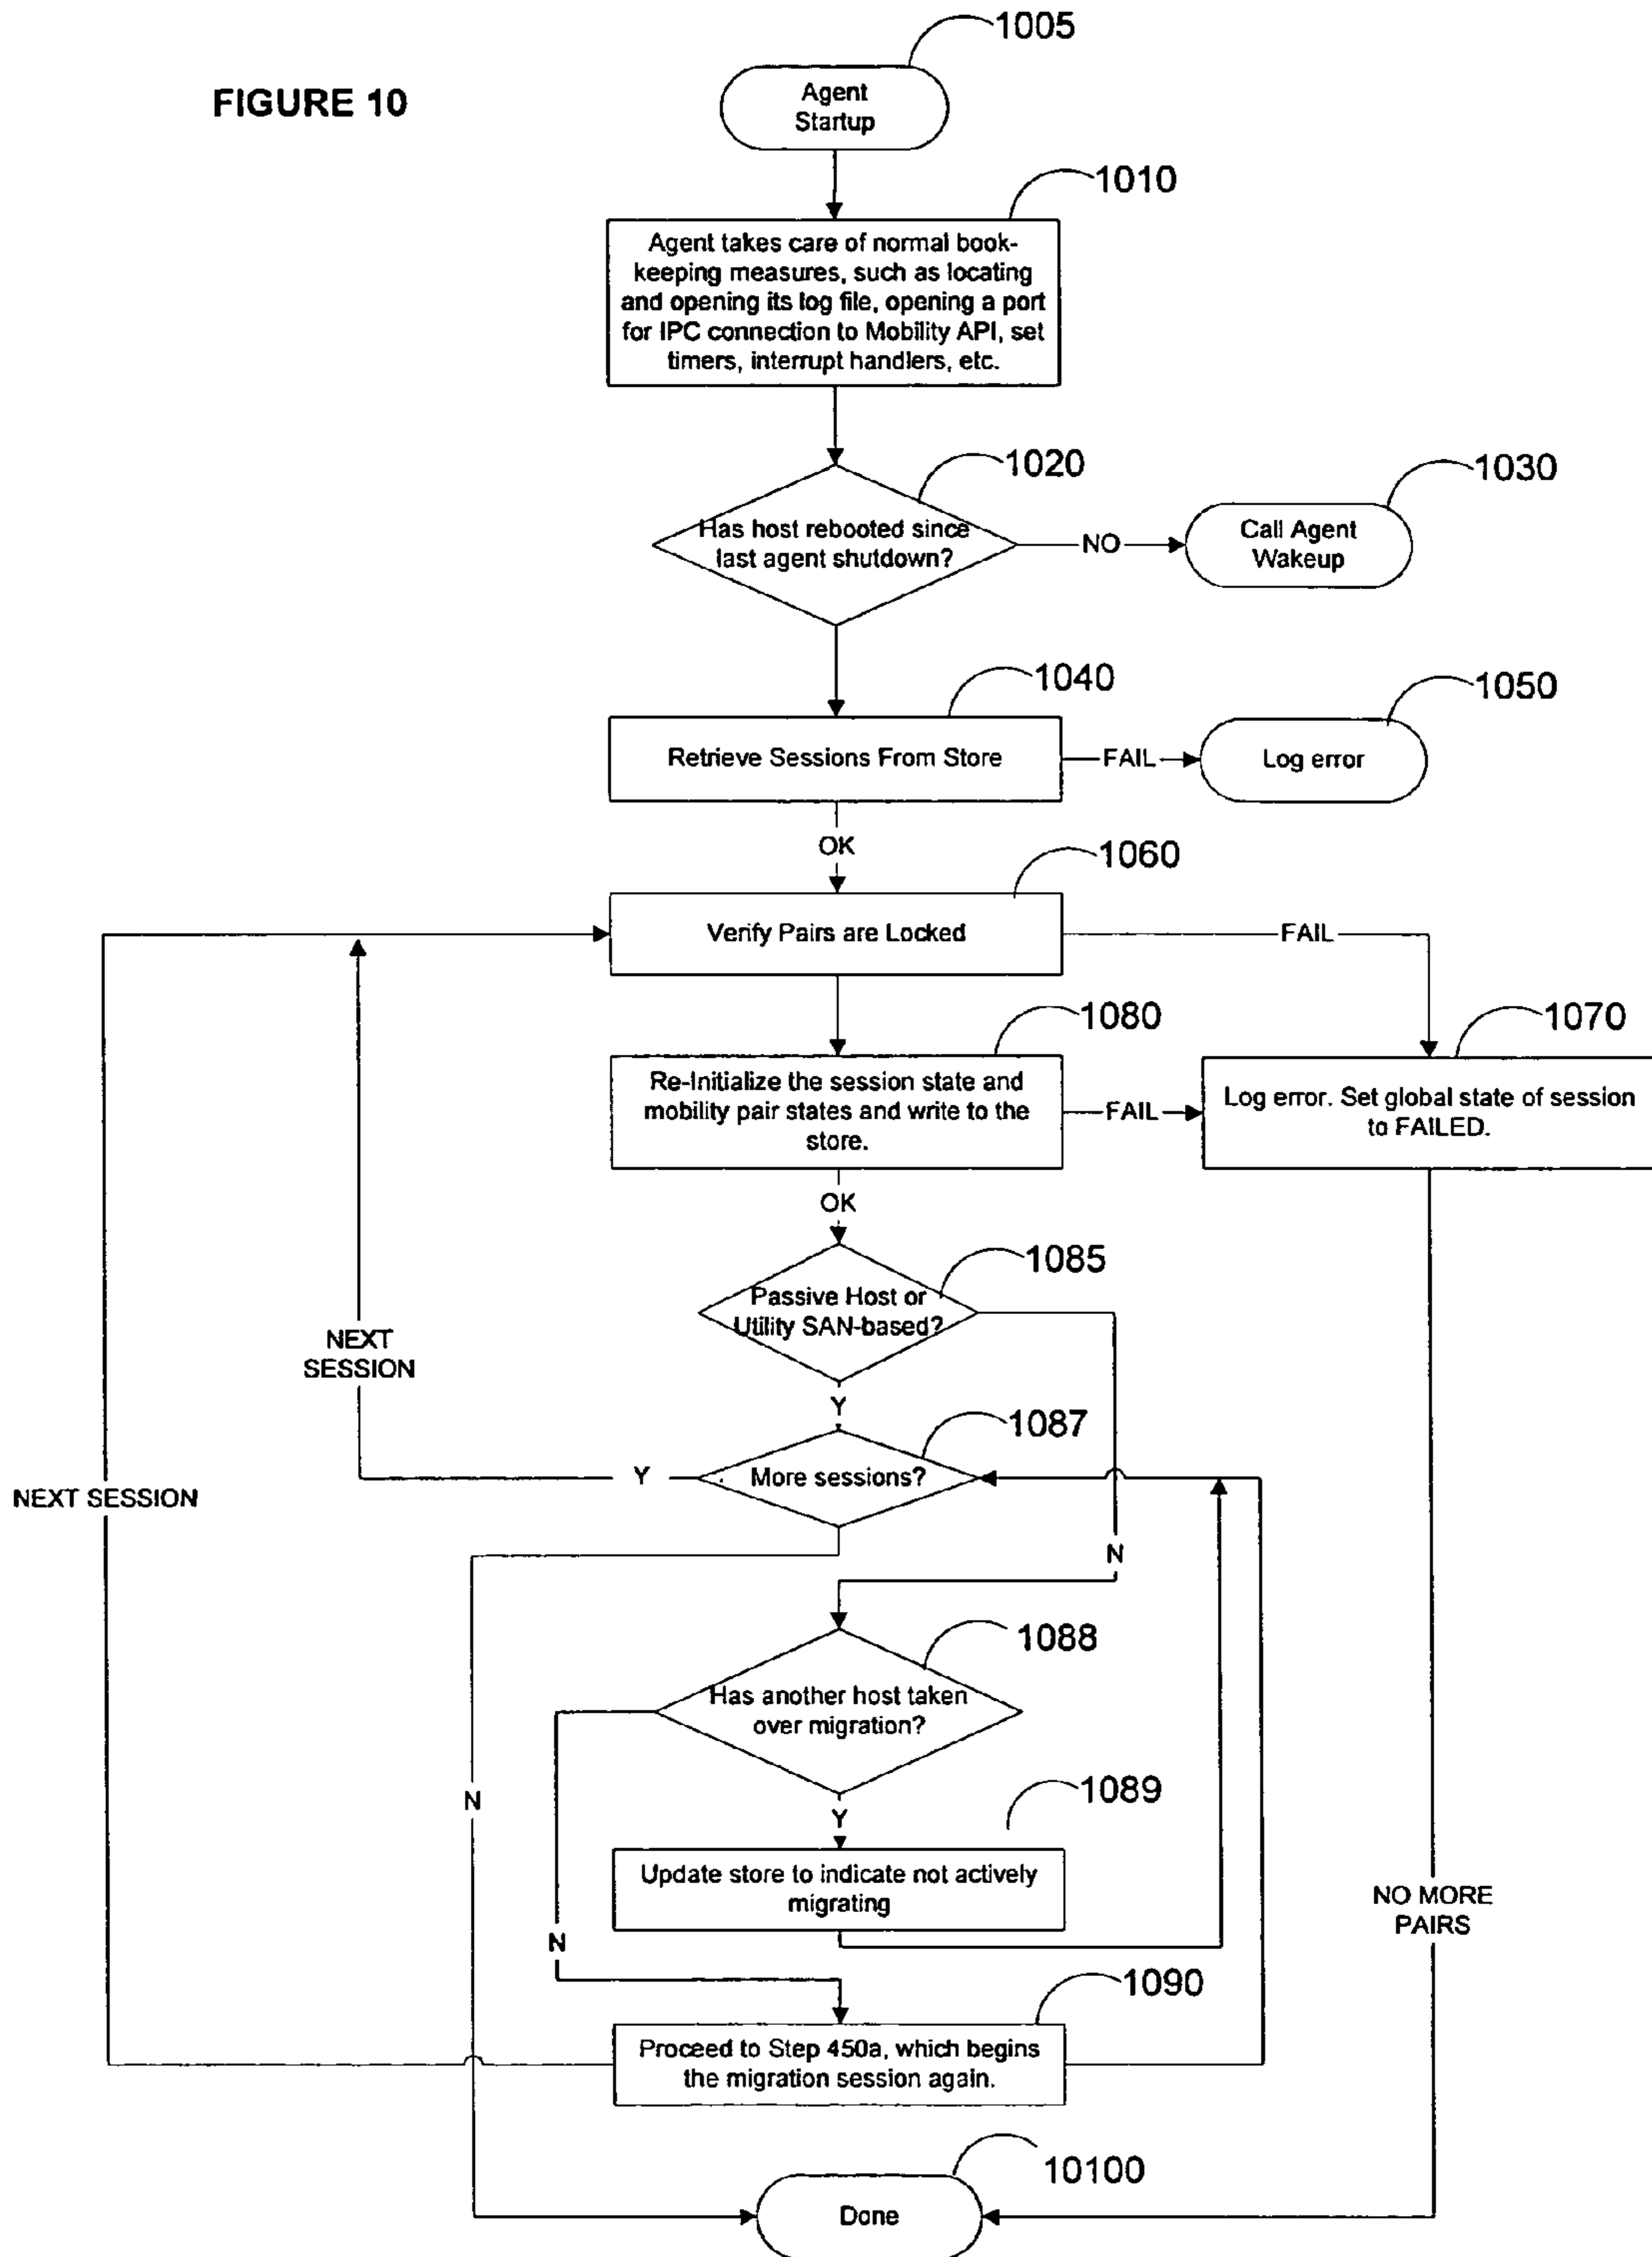 1005
FIGURE 10
Agent
Startup
1010
Agent takes care of normal book-
keeping measures, such as locating
and opening its log file, opening a port
for IPC connection to Mobility API, set
timers, interrupt handlers, etc.
1020
1030
Has host rebooted since
last agent shutdown?
NO
Call Agent
Wakeup
1040
1050
Retrieve Sessions From Store
FAIL
Log error
OK
1060
Verify Pairs are Locked
FAIL
1080
1070
Re-Initialize the session state and
mobility pair states and write to the
store.
FAIL
Log error. Set global state of session
to FAILED.
OK
1085
Passive Host or
Utility SAN-based?
NEXT
SESSION
Y
1087
More sessions?
Y
NEXT SESSION
N
1088
Has another host taken
over migration?
N
1089
Y
Update store to indicate not actively
migrating
NO MORE
PAIRS
N
1090
Proceed to Step 450a, which begins
the migration session again.
10100
Done